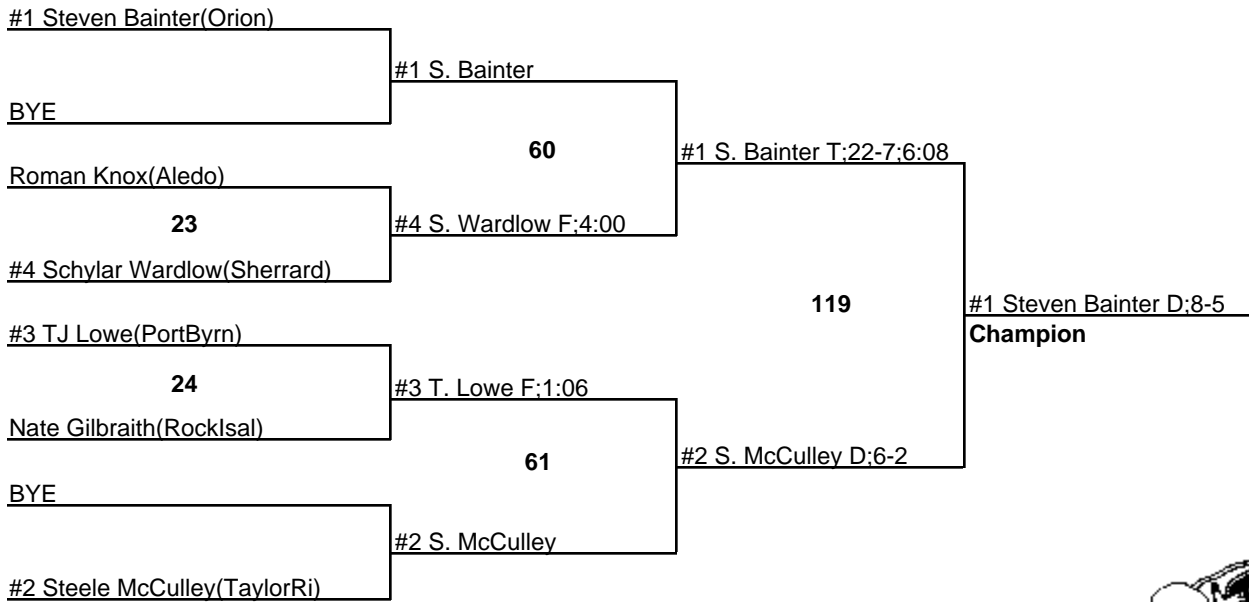 #1 Steven Bainter(Orion)
#1 S. Bainter
BYE
60
#1 S. Bainter T;22-7;6:08
Roman Knox(Aledo)
23
#4 S. Wardlow F;4:00
#4 Schylar Wardlow(Sherrard)
119
#1 Steven Bainter D;8-5
Champion
#3 TJ Lowe(PortByrn)
24
#3 T. Lowe F;1:06
Nate Gilbraith(RockIsal)
61
#2 S. McCulley D;6-2
BYE
#2 S. McCulley
#2 Steele McCulley(TaylorRi)